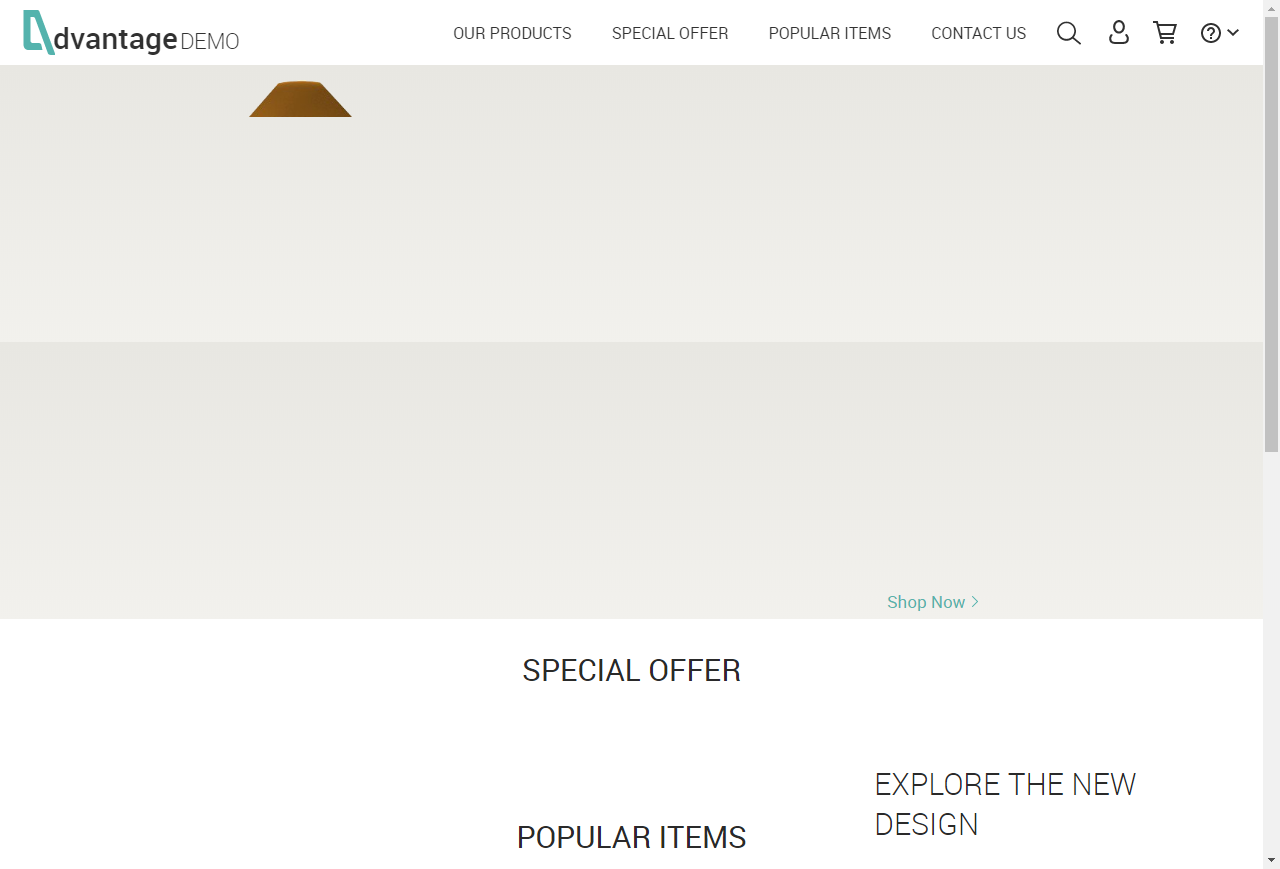 dvantage DEMO
OUR PRODUCTS SPECIAL OFFER POPULAR ITEMS CONTACT US
Shop Now
SPECIAL OFFER
EXPLORE THE NEW
DESIGN
POPULAR ITEMS